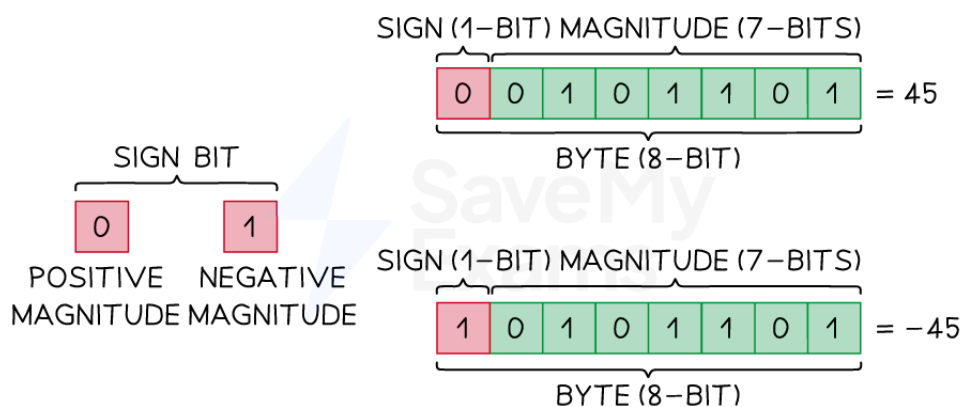 SIGN (1-BIT) MAGNITUDE (7-BITS)
0 0 1 0 1 1 0 1 = 45
BYTE (8-BIT)
SIGN BIT
0 1
POSITIVE MAGNITUDE
NEGATIVE MAGNITUDE
SIGN (1-BIT) MAGNITUDE (7-BITS)
1 0 1 0 1 1 0 1 = -45
BYTE (8-BIT)
SaveMy
Exams